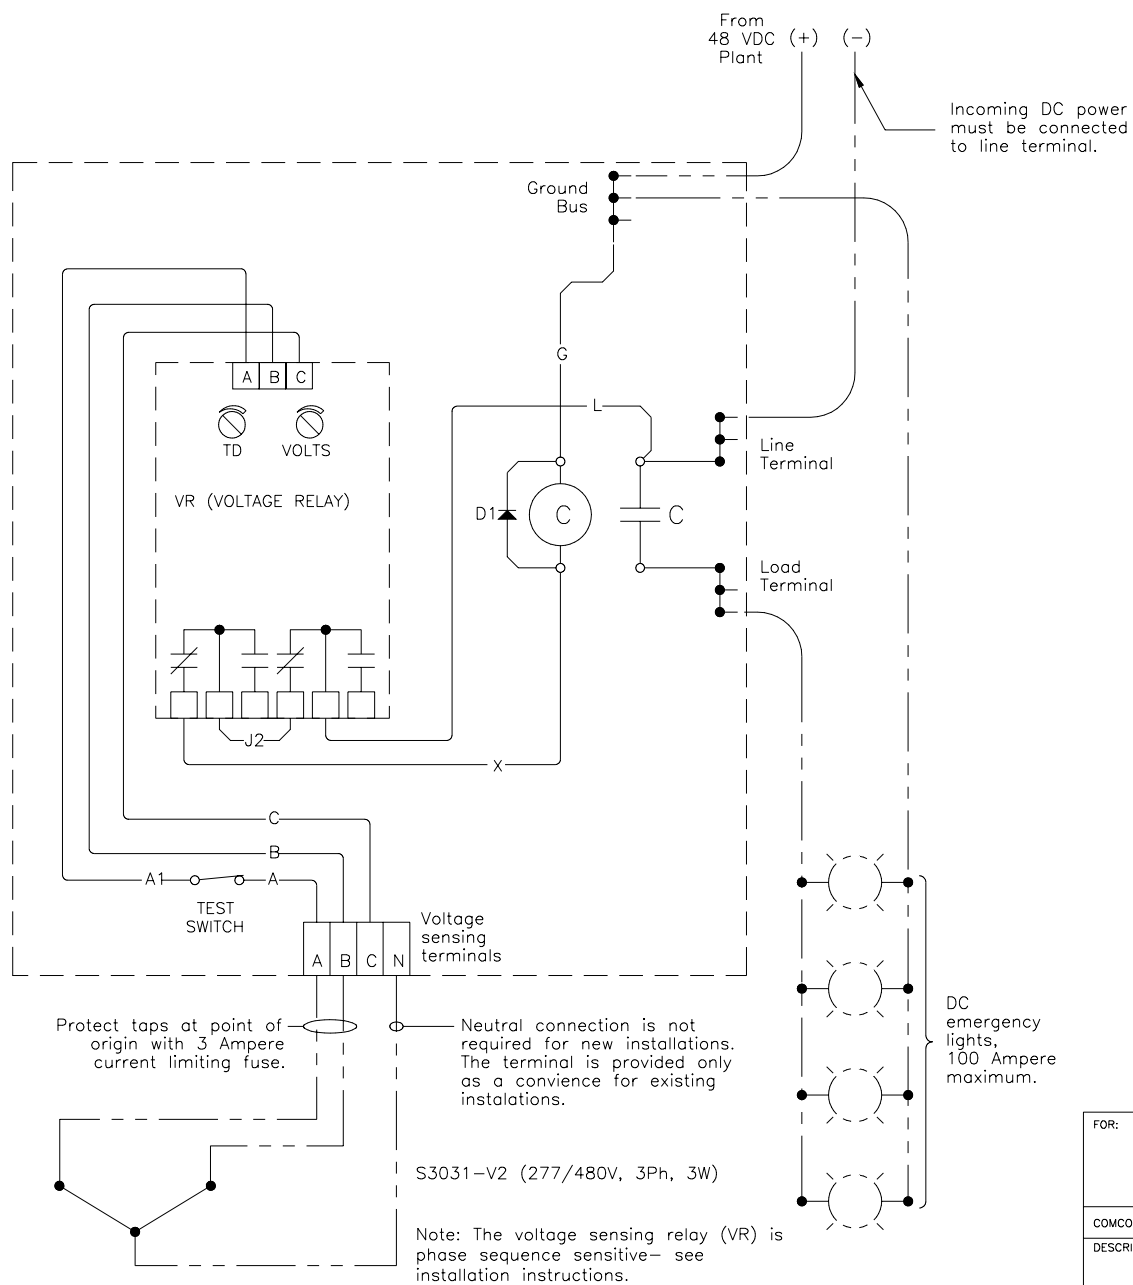 From
48 VDC (+) (−)
Plant
Incoming DC power
must be connected
to line terminal.
Ground
Bus
G
L
A B C
TD VOLTS
VR (VOLTAGE RELAY)
Line
Terminal
D1
C
C
Load
Terminal
J2
X
C
B
A1
A
TEST
SWITCH
Voltage
sensing
terminals
A B C N
Protect taps at point of
origin with 3 Ampere
current limiting fuse.
Neutral connection is not
required for new installations.
The terminal is provided only
as a convience for existing
instalations.
DC
emergency
lights,
100 Ampere
maximum.
S3031−V2 (277/480V, 3Ph, 3W)
Note: The voltage sensing relay (VR) is
phase sequence sensitive− see
installation instructions.
FOR:
COMCO
DESCRI